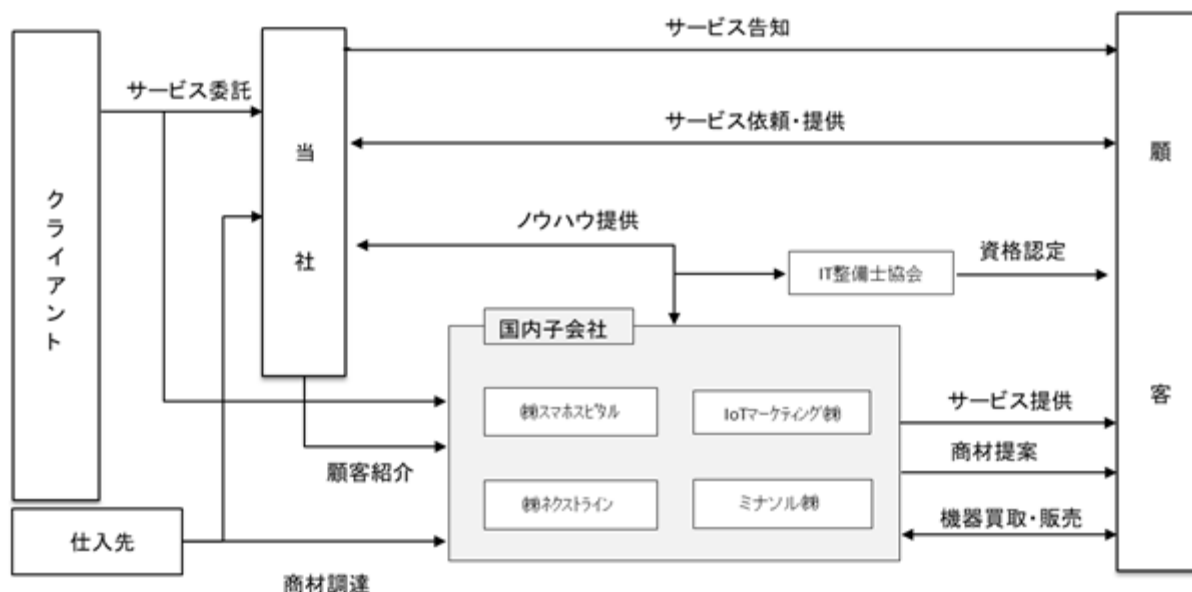 サービス告知
サービス委託
サービス依頼・提供
当社
顧客
クライアント
ノウハウ提供
IT整備士協会
資格認定
国内子会社
㈱スマホスピタル
IoTマーケティング㈱
サービス提供
商材提案
顧客紹介
㈱ネクストライン
ミナソル㈱
機器買取・販売
仕入先
商材調達